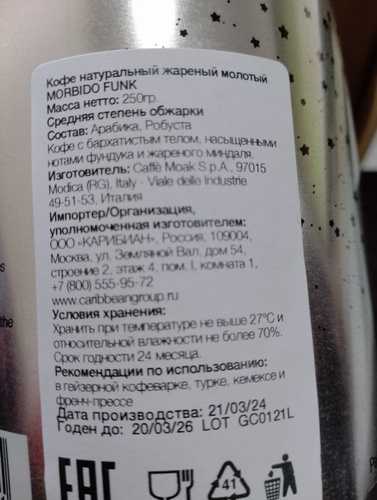 Кофе натуральный жареный молотый
MORBIDO FUNK
Масса нетто: 250гр.
Средняя степень обжарки
Состав: Арабика, Робуста
Кофе с бархатистым телом, насыщенными
нотами фундука и жареного миндаля.
Изготовитель: Caffè Moak S.p.A., 97015
Modica (RG), Italy - Viale delle Industrie
49-51-53, Италия
Импортер/Организация,
уполномоченная изготовителем:
ООО «КАРИБИАН», Россия, 109004,
Москва, ул. Земляной Вал, дом 54,
строение 2, этаж 4, пом. I, комната 1,
+7 (800) 555-95-72
www.caribbeangroup.ru
Условия хранения:
Хранить при температуре не выше 27°С и
относительной влажности не более 70%.
Срок годности 24 месяца.
Рекомендации по использованию:
в гейзерной кофеварке, турке, кемексе и
френч-прессе
Дата производства: 21/03/24
Годен до: 20/03/26 LOT GC0121L
EAC
41
the